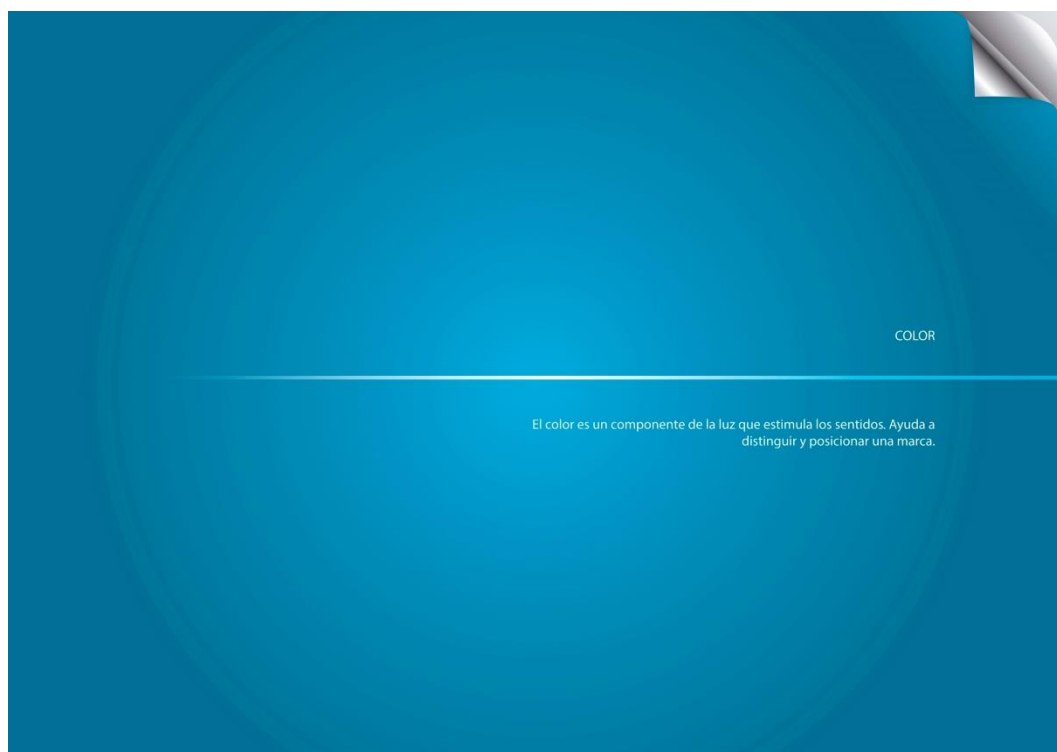 COLOR
El color es un componente de la luz que estimula los sentidos. Ayuda a
distinguir y posicionar una marca.